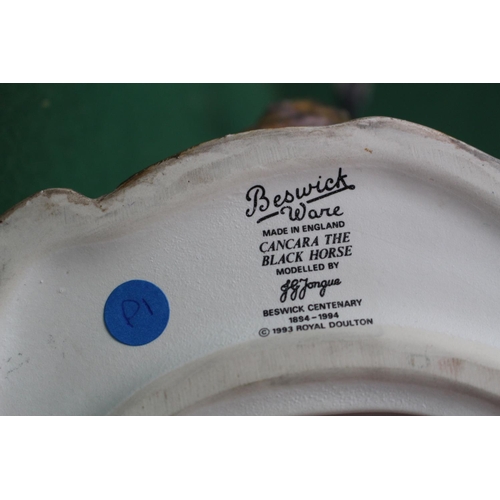 Beswick
Ware
MADE IN ENGLAND
CANCARA THE
BLACK HORSE
MODELLED BY
JGTongue
BESWICK CENTENARY
1894-1994
© 1993 ROYAL DOULTON
P1